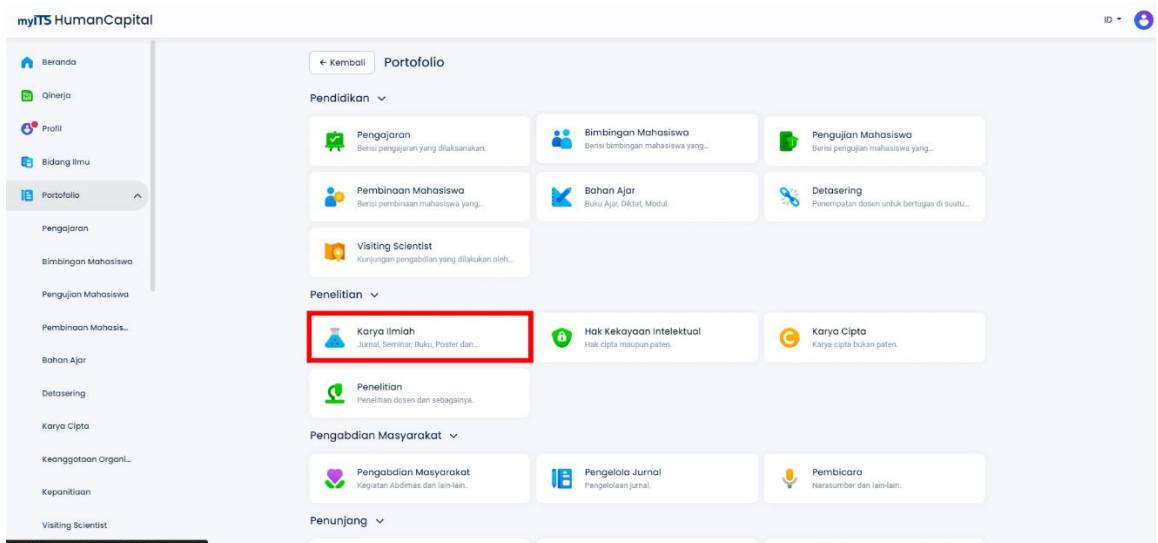 myITS HumanCapital
ID
Beranda
Qinerja
Profil
Bidang Ilmu
Portofolio
Pengajaran
Bimbingan Mahasiswa
Pengujian Mahasiswa
Pembinaan Mahasis...
Bahan Ajar
Detasering
Karya Cipta
Keanggotaan Organi...
Kepanitiaan
Visiting Scientist
← Kembali
Portofolio
Pendidikan
Pengajaran
Berisi pengajaran yang dilaksanakan.
Bimbingan Mahasiswa
Berisi bimbingan mahasiswa yang...
Pengujian Mahasiswa
Berisi pengujian mahasiswa yang...
Pembinaan Mahasiswa
Berisi pembinaan mahasiswa yang...
Bahan Ajar
Buku Ajar, Diktat, Modul.
Detasering
Penempatan dosen untuk bertugas di suatu...
Visiting Scientist
Kunjungan pengabdian yang dilakukan oleh...
Penelitian
Karya Ilmiah
Jurnal, Seminar, Buku, Poster dan...
Hak Kekayaan Intelektual
Hak cipta maupun paten.
Karya Cipta
Karya cipta bukan paten.
Penelitian
Penelitian dosen dan sebagainya.
Pengabdian Masyarakat
Pengabdian Masyarakat
Kegiatan Abdimas dan lain-lain.
Pengelola Jurnal
Pengelolaan jurnal.
Pembicara
Narasumber dan lain-lain.
Penunjang